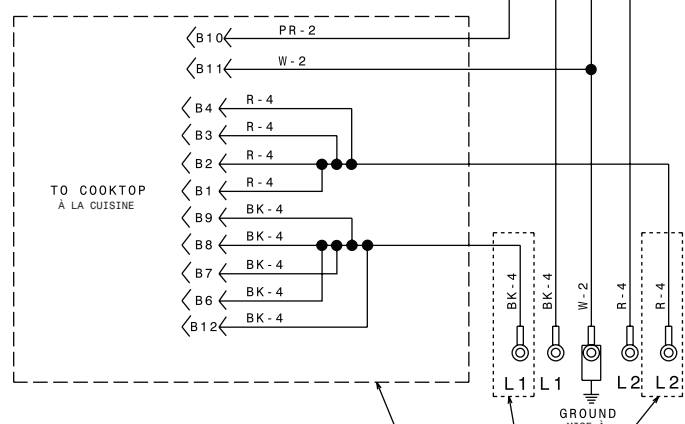 B10 PR-2
B11 W-2
B4 R-4
B3 R-4
B2 R-4
B1 R-4
TO COOKTOP
À LA CUISINE
B9 BK-4
B8 BK-4
B7 BK-4
B6 BK-4
B12 BK-4
BK-4 BK-4 W-2 R-4 R-4
L1 L1 L2 L2
GROUND
MISE À